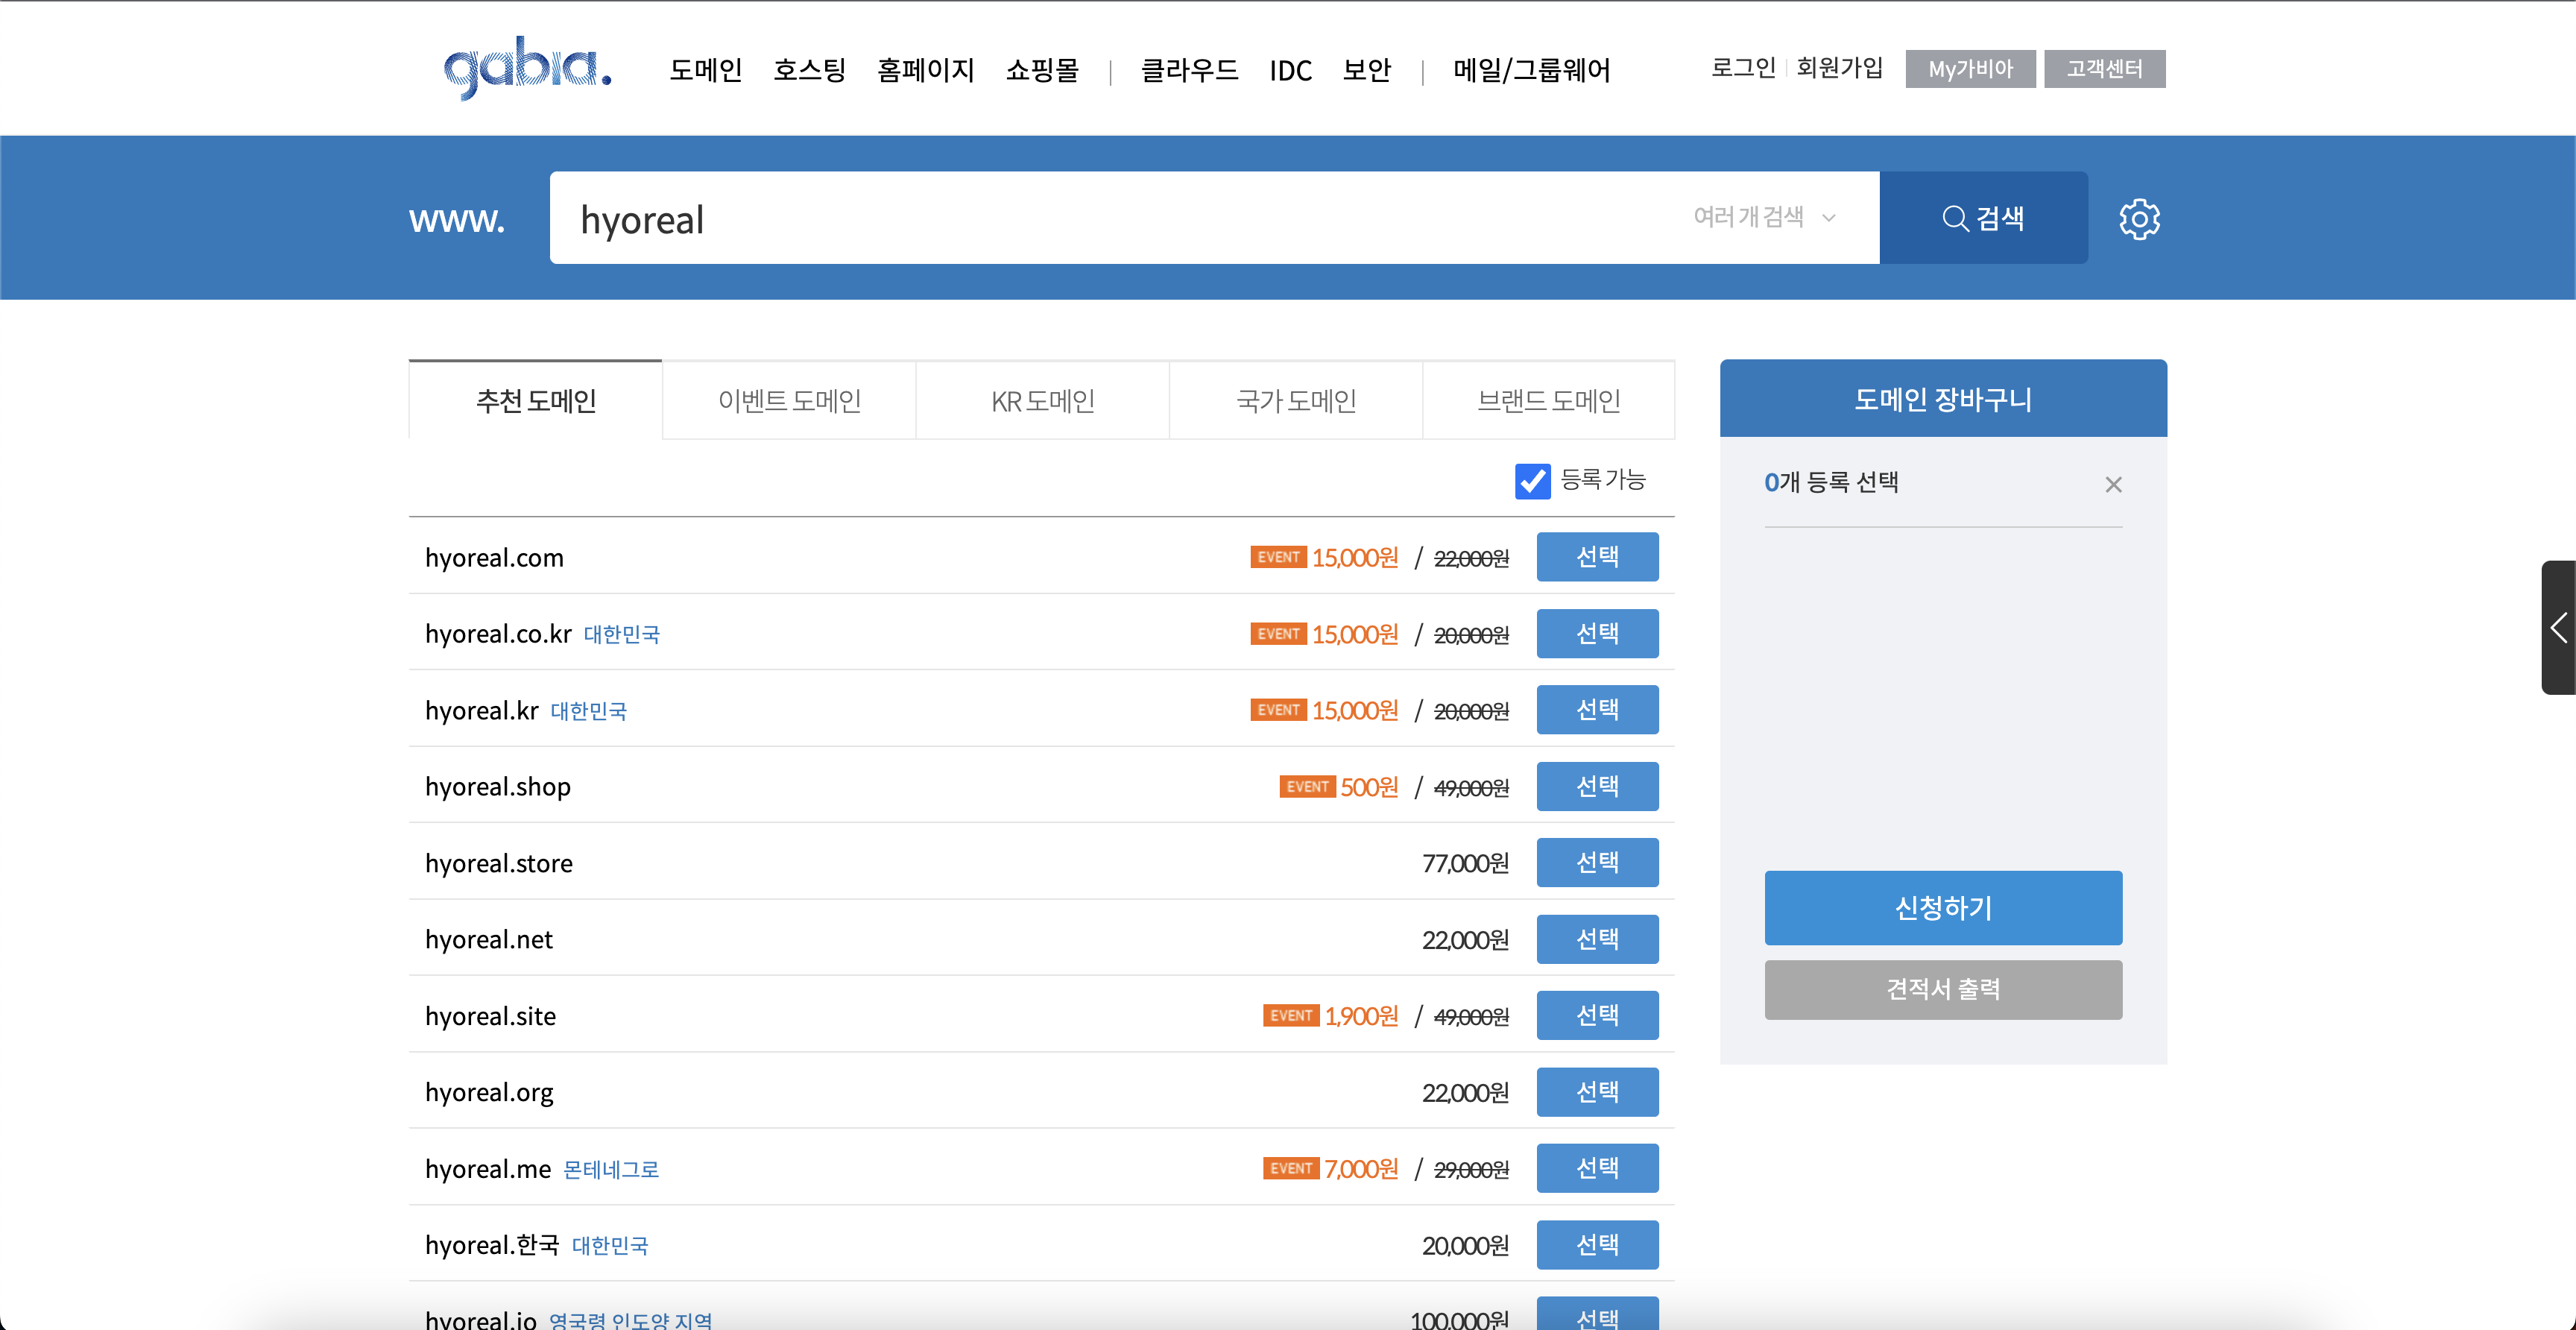 gabia.
도메인 호스팅 홈페이지 쇼핑몰 | 클라우드 IDC 보안 | 메일/그룹웨어
로그인 회원가입 My가비아 고객센터
www. hyoreal 여러 개 검색 검색
추천 도메인 이벤트 도메인 KR 도메인 국가 도메인 브랜드 도메인
등록 가능
hyoreal.com EVENT 15,000원 / 22,000원 선택
hyoreal.co.kr 대한민국 EVENT 15,000원 / 20,000원 선택
hyoreal.kr 대한민국 EVENT 15,000원 / 20,000원 선택
hyoreal.shop EVENT 500원 / 49,000원 선택
hyoreal.store 77,000원 선택
hyoreal.net 22,000원 선택
hyoreal.site EVENT 1,900원 / 49,000원 선택
hyoreal.org 22,000원 선택
hyoreal.me 몬테네그로 EVENT 7,000원 / 29,000원 선택
hyoreal.한국 대한민국 20,000원 선택
hyoreal.io 영국령 인도양 지역 100,000원 선택
도메인 장바구니
0개 등록 선택
신청하기
견적서 출력